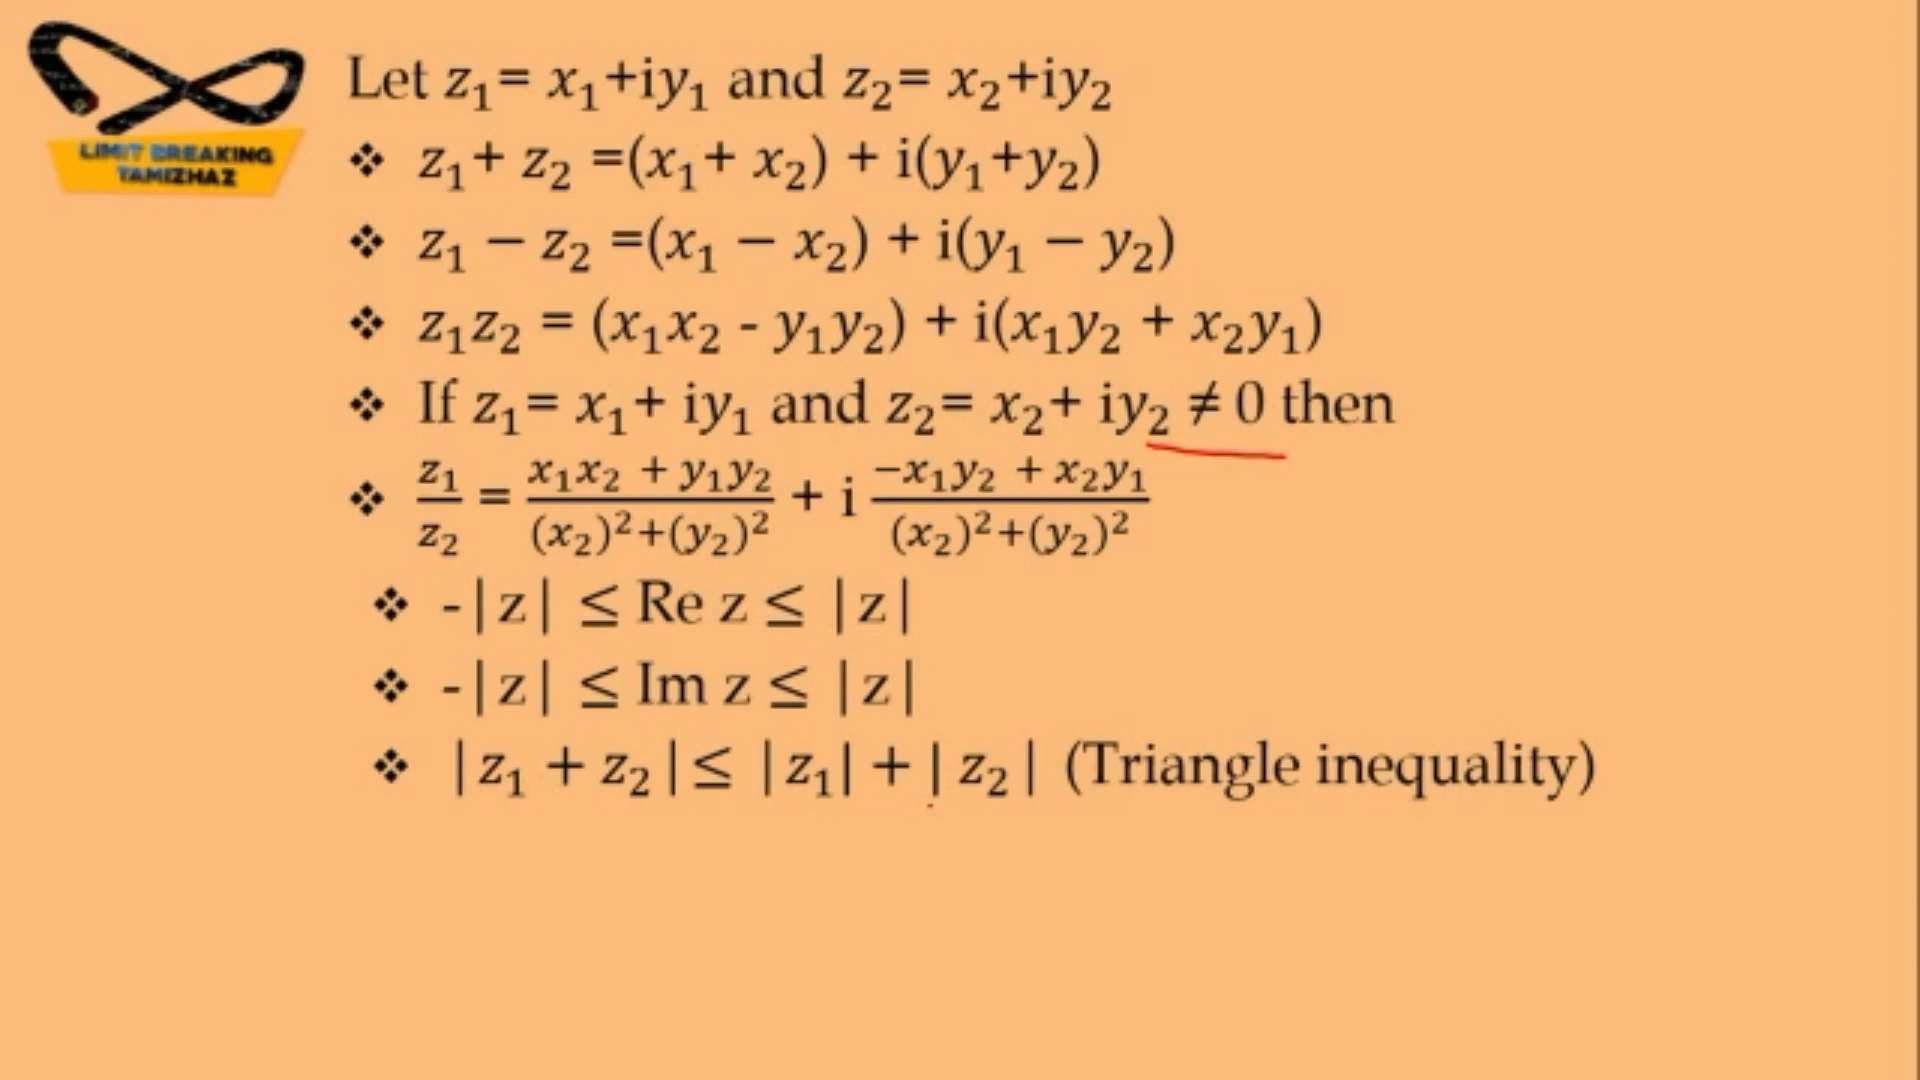 LIMIT BREAKING
TAMIZHAZ
Let z₁= x₁+iy₁ and z₂= x₂+iy₂
❖ z₁+ z₂ =(x₁+ x₂) + i(y₁+y₂)
❖ z₁ − z₂ =(x₁ − x₂) + i(y₁ − y₂)
❖ z₁z₂ = (x₁x₂ - y₁y₂) + i(x₁y₂ + x₂y₁)
❖ If z₁= x₁+ iy₁ and z₂= x₂+ iy₂ ≠ 0 then
❖ z₁/z₂ = (x₁x₂ + y₁y₂)/((x₂)²+(y₂)²) + i (−x₁y₂ + x₂y₁)/((x₂)²+(y₂)²)
❖ -|z| ≤ Re z ≤ |z|
❖ -|z| ≤ Im z ≤ |z|
❖ |z₁ + z₂|≤ |z₁| + | z₂| (Triangle inequality)